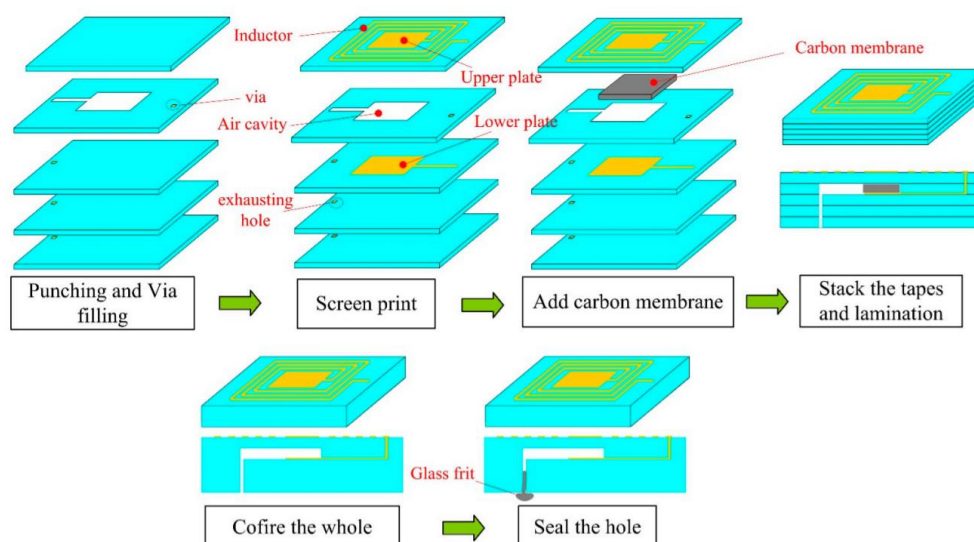 Inductor
Upper plate
Carbon membrane
via
Air cavity
Lower plate
exhausting
hole
Punching and Via
filling
Screen print
Add carbon membrane
Stack the tapes
and lamination
Glass frit
Cofire the whole
Seal the hole